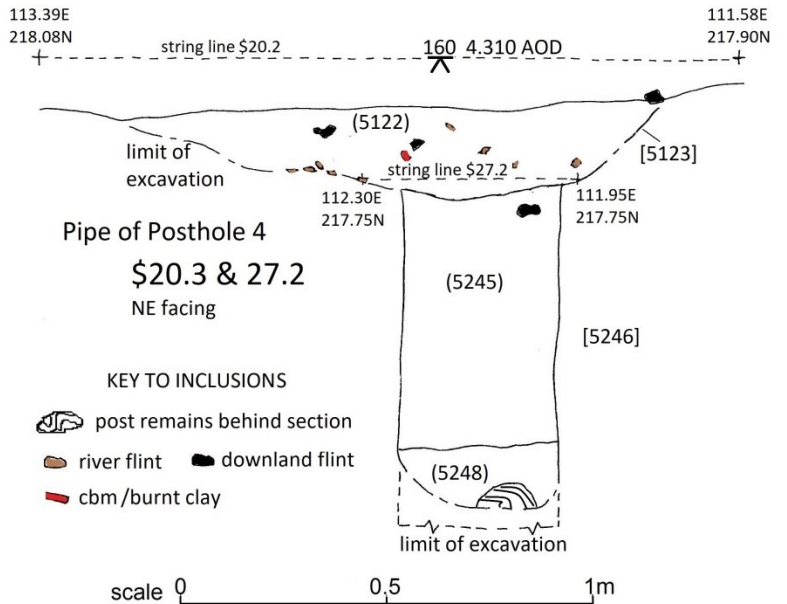 113.39E
218.08N
string line $20.2
160 4.310 AOD
111.58E
217.90N
(5122)
limit of
excavation
string line $27.2
[5123]
112.30E
217.75N
111.95E
217.75N
Pipe of Posthole 4
$20.3 & 27.2
NE facing
(5245)
[5246]
KEY TO INCLUSIONS
post remains behind section
river flint
downland flint
cbm/burnt clay
(5248)
limit of excavation
scale 0 0.5 1m